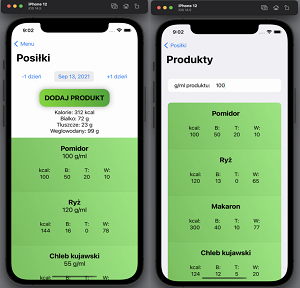 iPhone 12
iOS 14.5
6:02
Menu
Posiłki
-1 dzień
Sep 13, 2021
+1 dzień
DODAJ PRODUKT
Kalorie: 312 kcal
Białko: 72 g
Tłuszcze: 23 g
Węglowodany: 99 g
Pomidor
100 g/ml
kcal: B: T: W:
100 50 20 10
Ryż
120 g/ml
kcal: B: T: W:
144 16 0 78
Chleb kujawski
55 g/ml
iPhone 12
iOS 14.5
6:02
Posiłki
Produkty
g/ml produktu: 100
Pomidor
kcal: B: T: W:
100 50 20 10
Ryż
kcal: B: T: W:
120 13 0 65
Makaron
kcal: B: T: W:
300 40 10 77
Chleb kujawski
kcal: B: T: W:
124 12 5 20